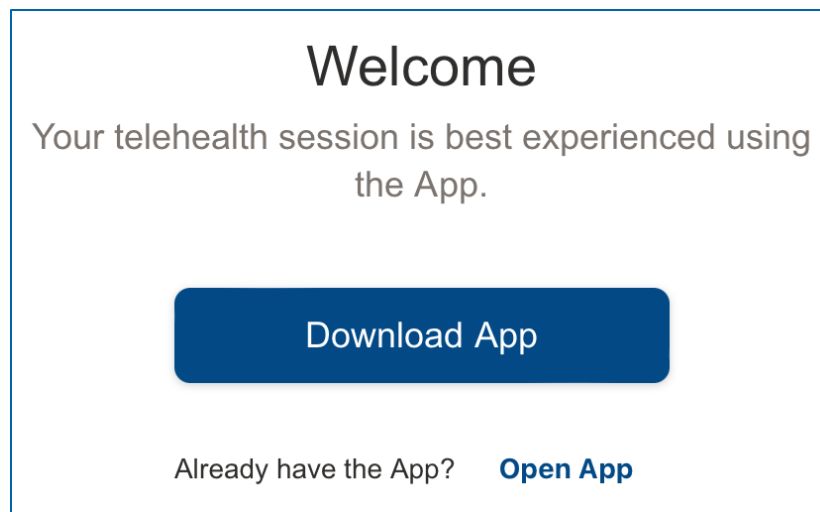 Welcome
Your telehealth session is best experienced using
the App.
Download App
Already have the App? Open App